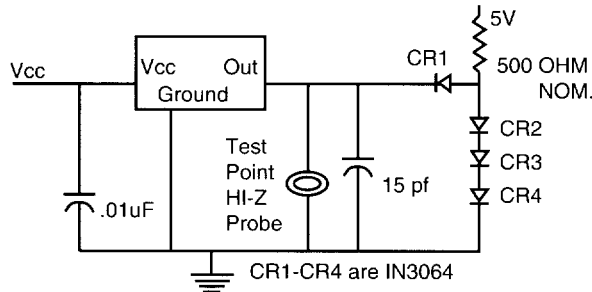 5V
500 OHM
NOM.
CR1
Vcc
Vcc
Out
Ground
CR2
CR3
CR4
Test
Point
HI-Z
Probe
15 pf
.01uF
CR1-CR4 are IN3064